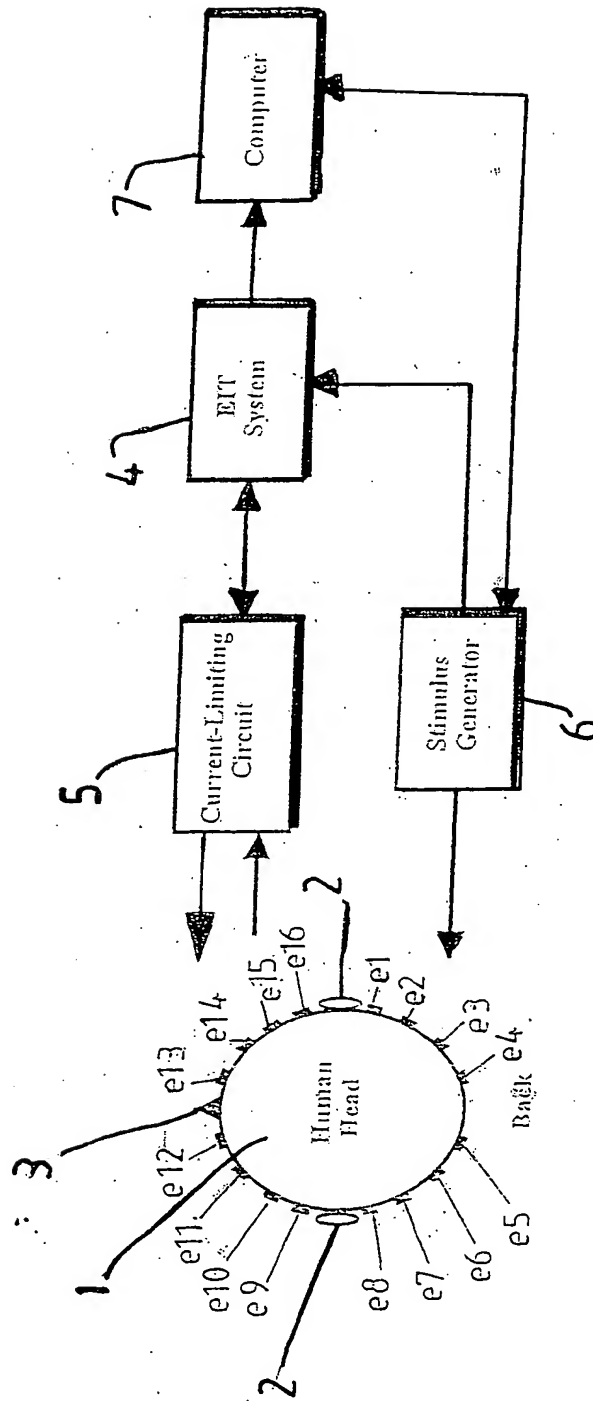 7
Computer
4
EIT
System
5
Current-Limiting
Circuit
Stimulus
Generator
6
3
1
2
2
Human
Head
Back
e1
e2
e3
e4
e5
e6
e7
e8
e9
e10
e11
e12
e13
e14
e15
e16